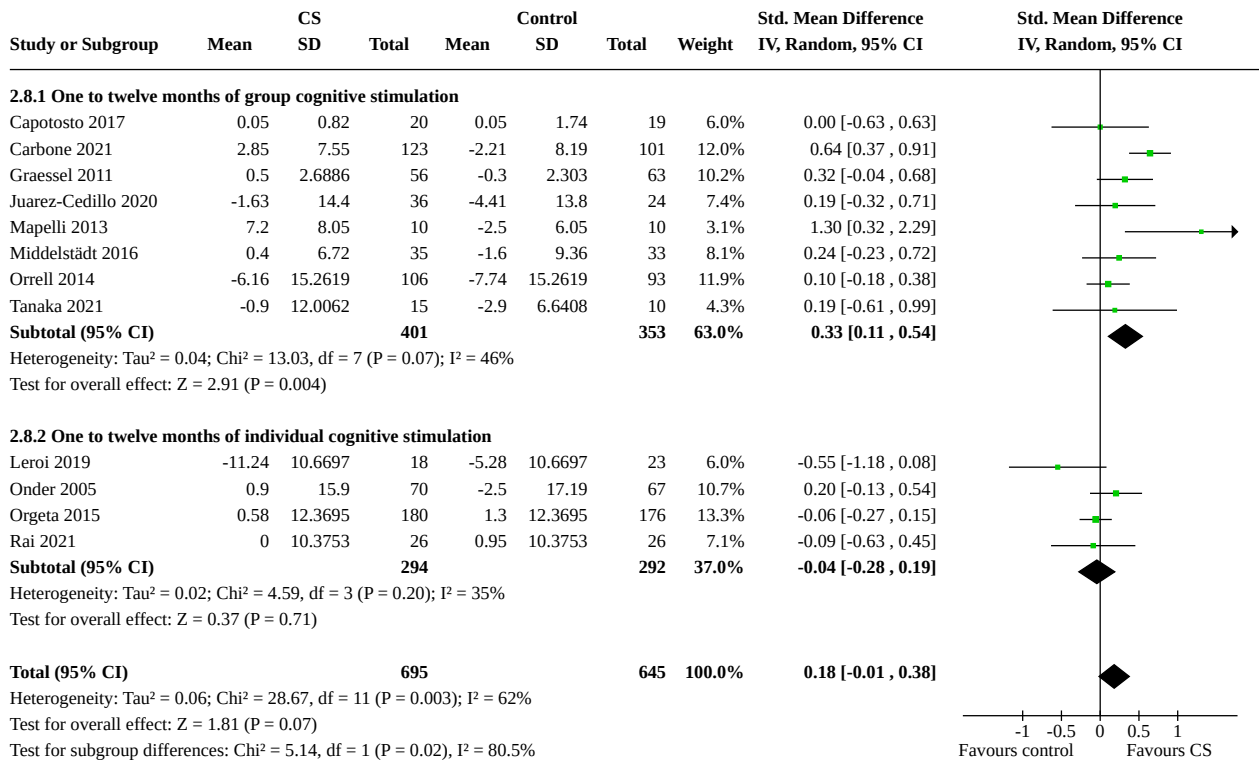 CS Control Std. Mean Difference Std. Mean Difference
Study or Subgroup Mean SD Total Mean SD Total Weight IV, Random, 95% CI IV, Random, 95% CI
2.8.1 One to twelve months of group cognitive stimulation
Capotosto 2017 0.05 0.82 20 0.05 1.74 19 6.0% 0.00 [-0.63 , 0.63]
Carbone 2021 2.85 7.55 123 -2.21 8.19 101 12.0% 0.64 [0.37 , 0.91]
Graessel 2011 0.5 2.6886 56 -0.3 2.303 63 10.2% 0.32 [-0.04 , 0.68]
Juarez-Cedillo 2020 -1.63 14.4 36 -4.41 13.8 24 7.4% 0.19 [-0.32 , 0.71]
Mapelli 2013 7.2 8.05 10 -2.5 6.05 10 3.1% 1.30 [0.32 , 2.29]
Middelstädt 2016 0.4 6.72 35 -1.6 9.36 33 8.1% 0.24 [-0.23 , 0.72]
Orrell 2014 -6.16 15.2619 106 -7.74 15.2619 93 11.9% 0.10 [-0.18 , 0.38]
Tanaka 2021 -0.9 12.0062 15 -2.9 6.6408 10 4.3% 0.19 [-0.61 , 0.99]
Subtotal (95% CI) 401 353 63.0% 0.33 [0.11 , 0.54]
Heterogeneity: Tau² = 0.04; Chi² = 13.03, df = 7 (P = 0.07); I² = 46%
Test for overall effect: Z = 2.91 (P = 0.004)
2.8.2 One to twelve months of individual cognitive stimulation
Leroi 2019 -11.24 10.6697 18 -5.28 10.6697 23 6.0% -0.55 [-1.18 , 0.08]
Onder 2005 0.9 15.9 70 -2.5 17.19 67 10.7% 0.20 [-0.13 , 0.54]
Orgeta 2015 0.58 12.3695 180 1.3 12.3695 176 13.3% -0.06 [-0.27 , 0.15]
Rai 2021 0 10.3753 26 0.95 10.3753 26 7.1% -0.09 [-0.63 , 0.45]
Subtotal (95% CI) 294 292 37.0% -0.04 [-0.28 , 0.19]
Heterogeneity: Tau² = 0.02; Chi² = 4.59, df = 3 (P = 0.20); I² = 35%
Test for overall effect: Z = 0.37 (P = 0.71)
Total (95% CI) 695 645 100.0% 0.18 [-0.01 , 0.38]
Heterogeneity: Tau² = 0.06; Chi² = 28.67, df = 11 (P = 0.003); I² = 62%
Test for overall effect: Z = 1.81 (P = 0.07)
-1 -0.5 0 0.5 1
Test for subgroup differences: Chi² = 5.14, df = 1 (P = 0.02), I² = 80.5%
Favours control Favours CS